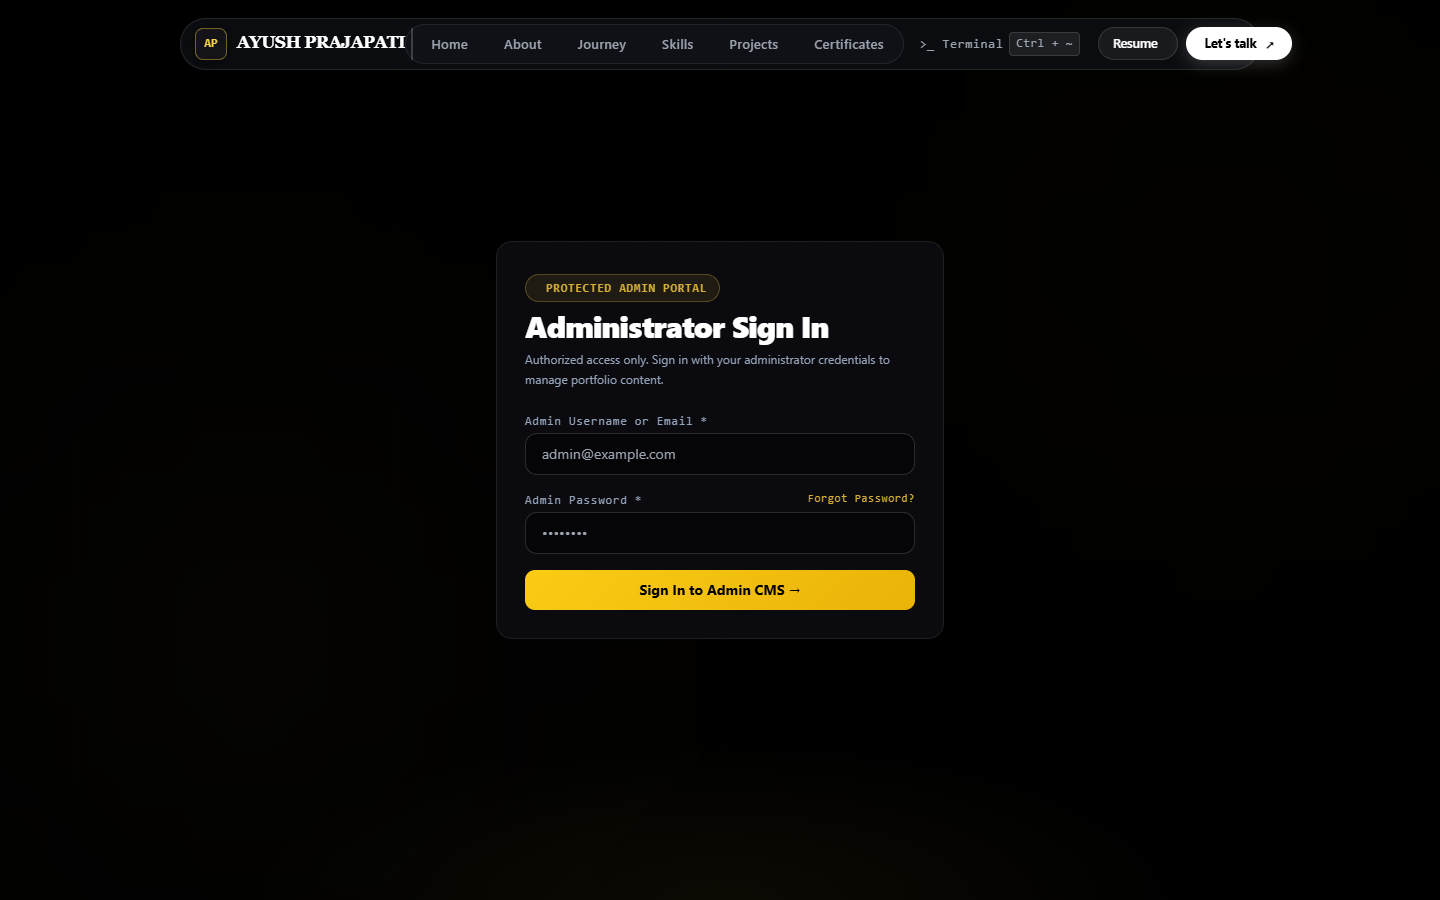 AP AYUSH PRAJAPATI Home About Journey Skills Projects Certificates >_ Terminal Ctrl + ~ Resume Let's talk ↗
PROTECTED ADMIN PORTAL
Administrator Sign In
Authorized access only. Sign in with your administrator credentials to
manage portfolio content.
Admin Username or Email *
admin@example.com
Admin Password * Forgot Password?
••••••••
Sign In to Admin CMS →